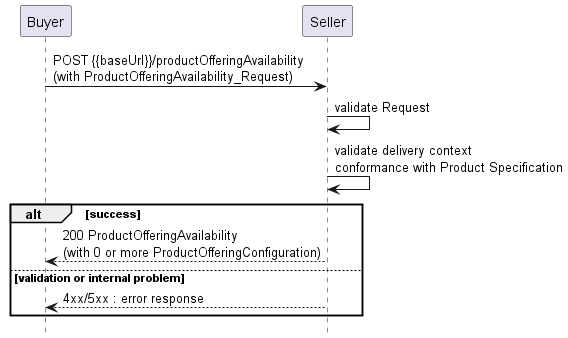 Buyer
Seller
POST {{baseUrl}}/productOfferingAvailability
(with ProductOfferingAvailability_Request)
validate Request
validate delivery context
conformance with Product Specification
alt
[success]
200 ProductOfferingAvailability
(with 0 or more ProductOfferingConfiguration)
[validation or internal problem]
4xx/5xx : error response